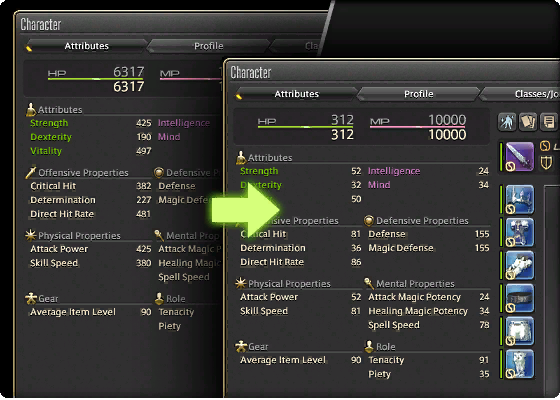 Character
Attributes Profile Cla
HP 6317 MP
6317
Attributes
Strength 425 Intelligence
Dexterity 190 Mind
Vitality 497
Offensive Properties Defensive
Critical Hit 382 Defense
Determination 227 Magic Defen
Direct Hit Rate 481
Physical Properties Mental Prop
Attack Power 425 Attack Magic
Skill Speed 380 Healing Magic
Spell Speed
Gear Role
Average Item Level 90 Tenacity
Piety
Character
Attributes Profile Classes/Jo
HP 312 MP 10000
312 10000
Attributes
Strength 52 Intelligence 24
Dexterity 32 Mind 34
50
ensive Properties Defensive Properties
Critical Hit 81 Defense 155
Determination 36 Magic Defense 155
Direct Hit Rate 86
Physical Properties Mental Properties
Attack Power 52 Attack Magic Potency 24
Skill Speed 81 Healing Magic Potency 34
Spell Speed 78
Gear Role
Average Item Level 90 Tenacity 91
Piety 35